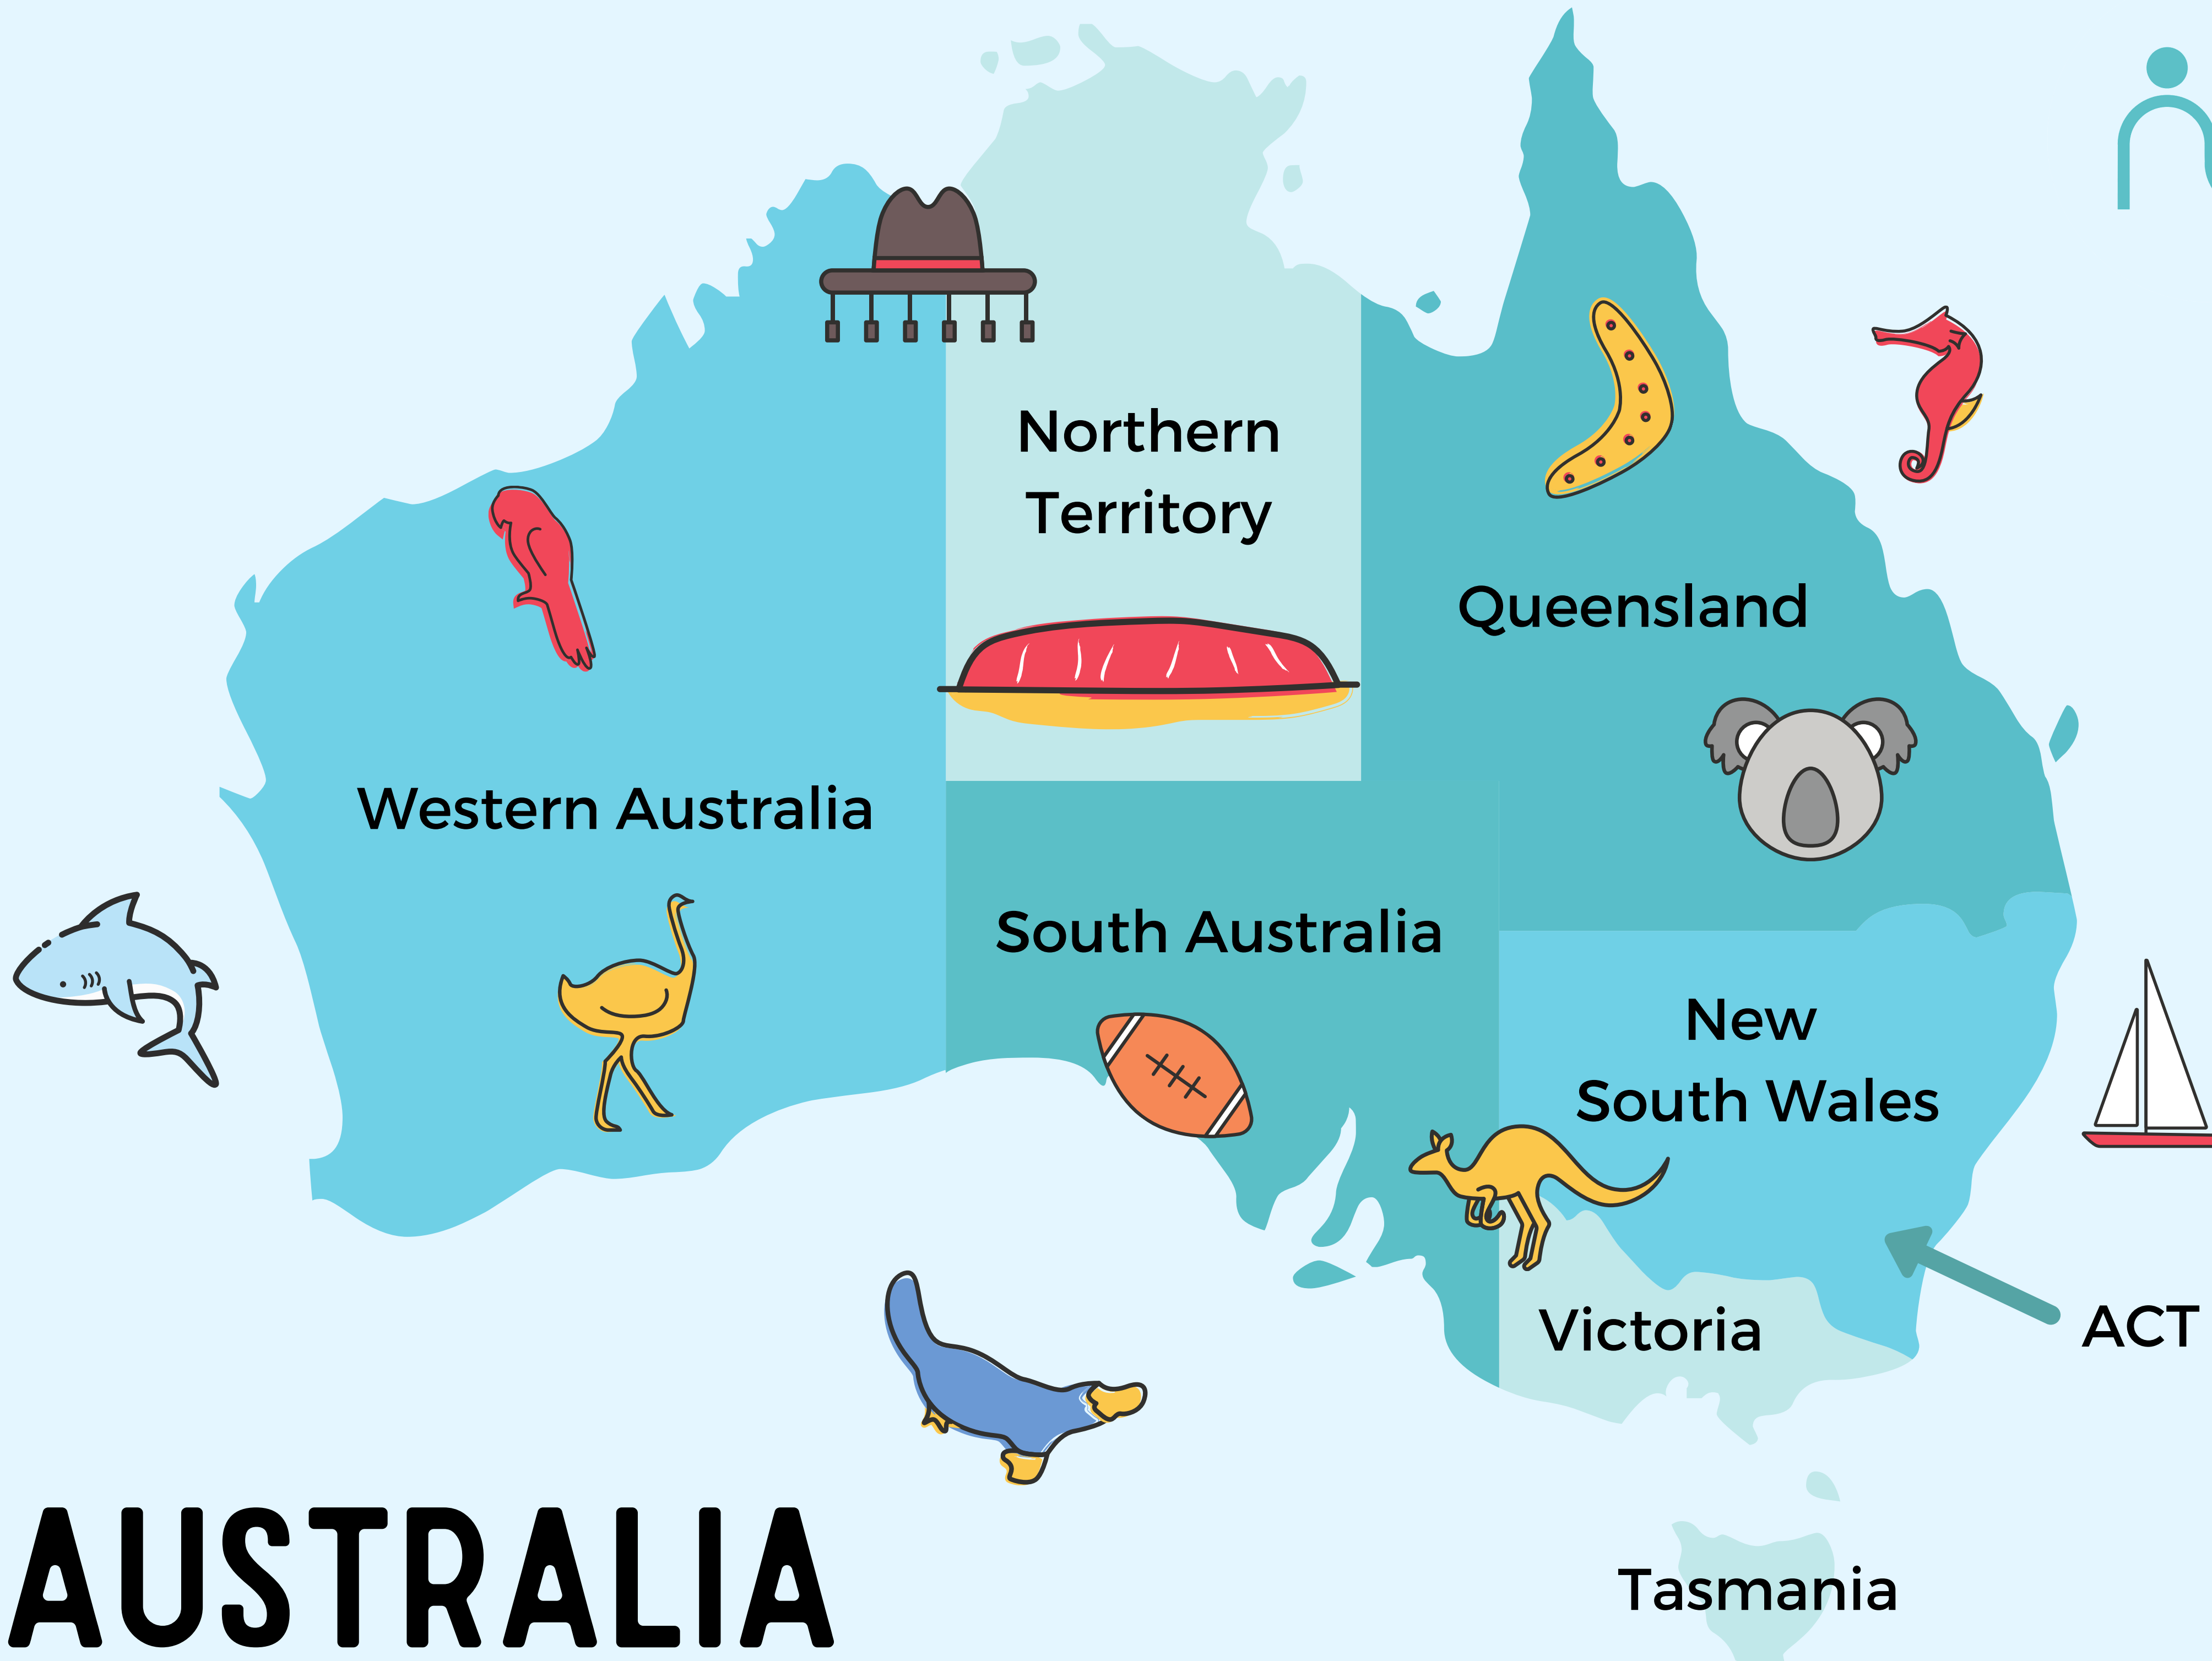 Northern
Territory
Queensland
Western Australia
South Australia
New
South Wales
Victoria
ACT
Tasmania
AUSTRALIA